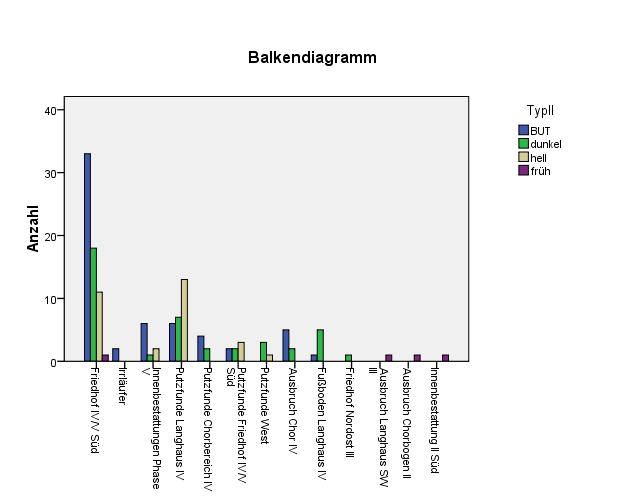 Balkendiagramm
TypII
BUT
dunkel
hell
früh
Anzahl
40
30
20
10
0
Friedhof IV/V Süd
Irrläufer
Innenbestattungen Phase
V
Putzfunde Langhaus IV
Putzfunde Chorbereich IV
Putzfunde Friedhof IV/V
Süd
Putzfunde West
Ausbruch Chor IV
Fußboden Langhaus IV
Friedhof Nordost III
Ausbruch Langhaus SW
III
Ausbruch Chorbogen II
Innenbestattung II Süd